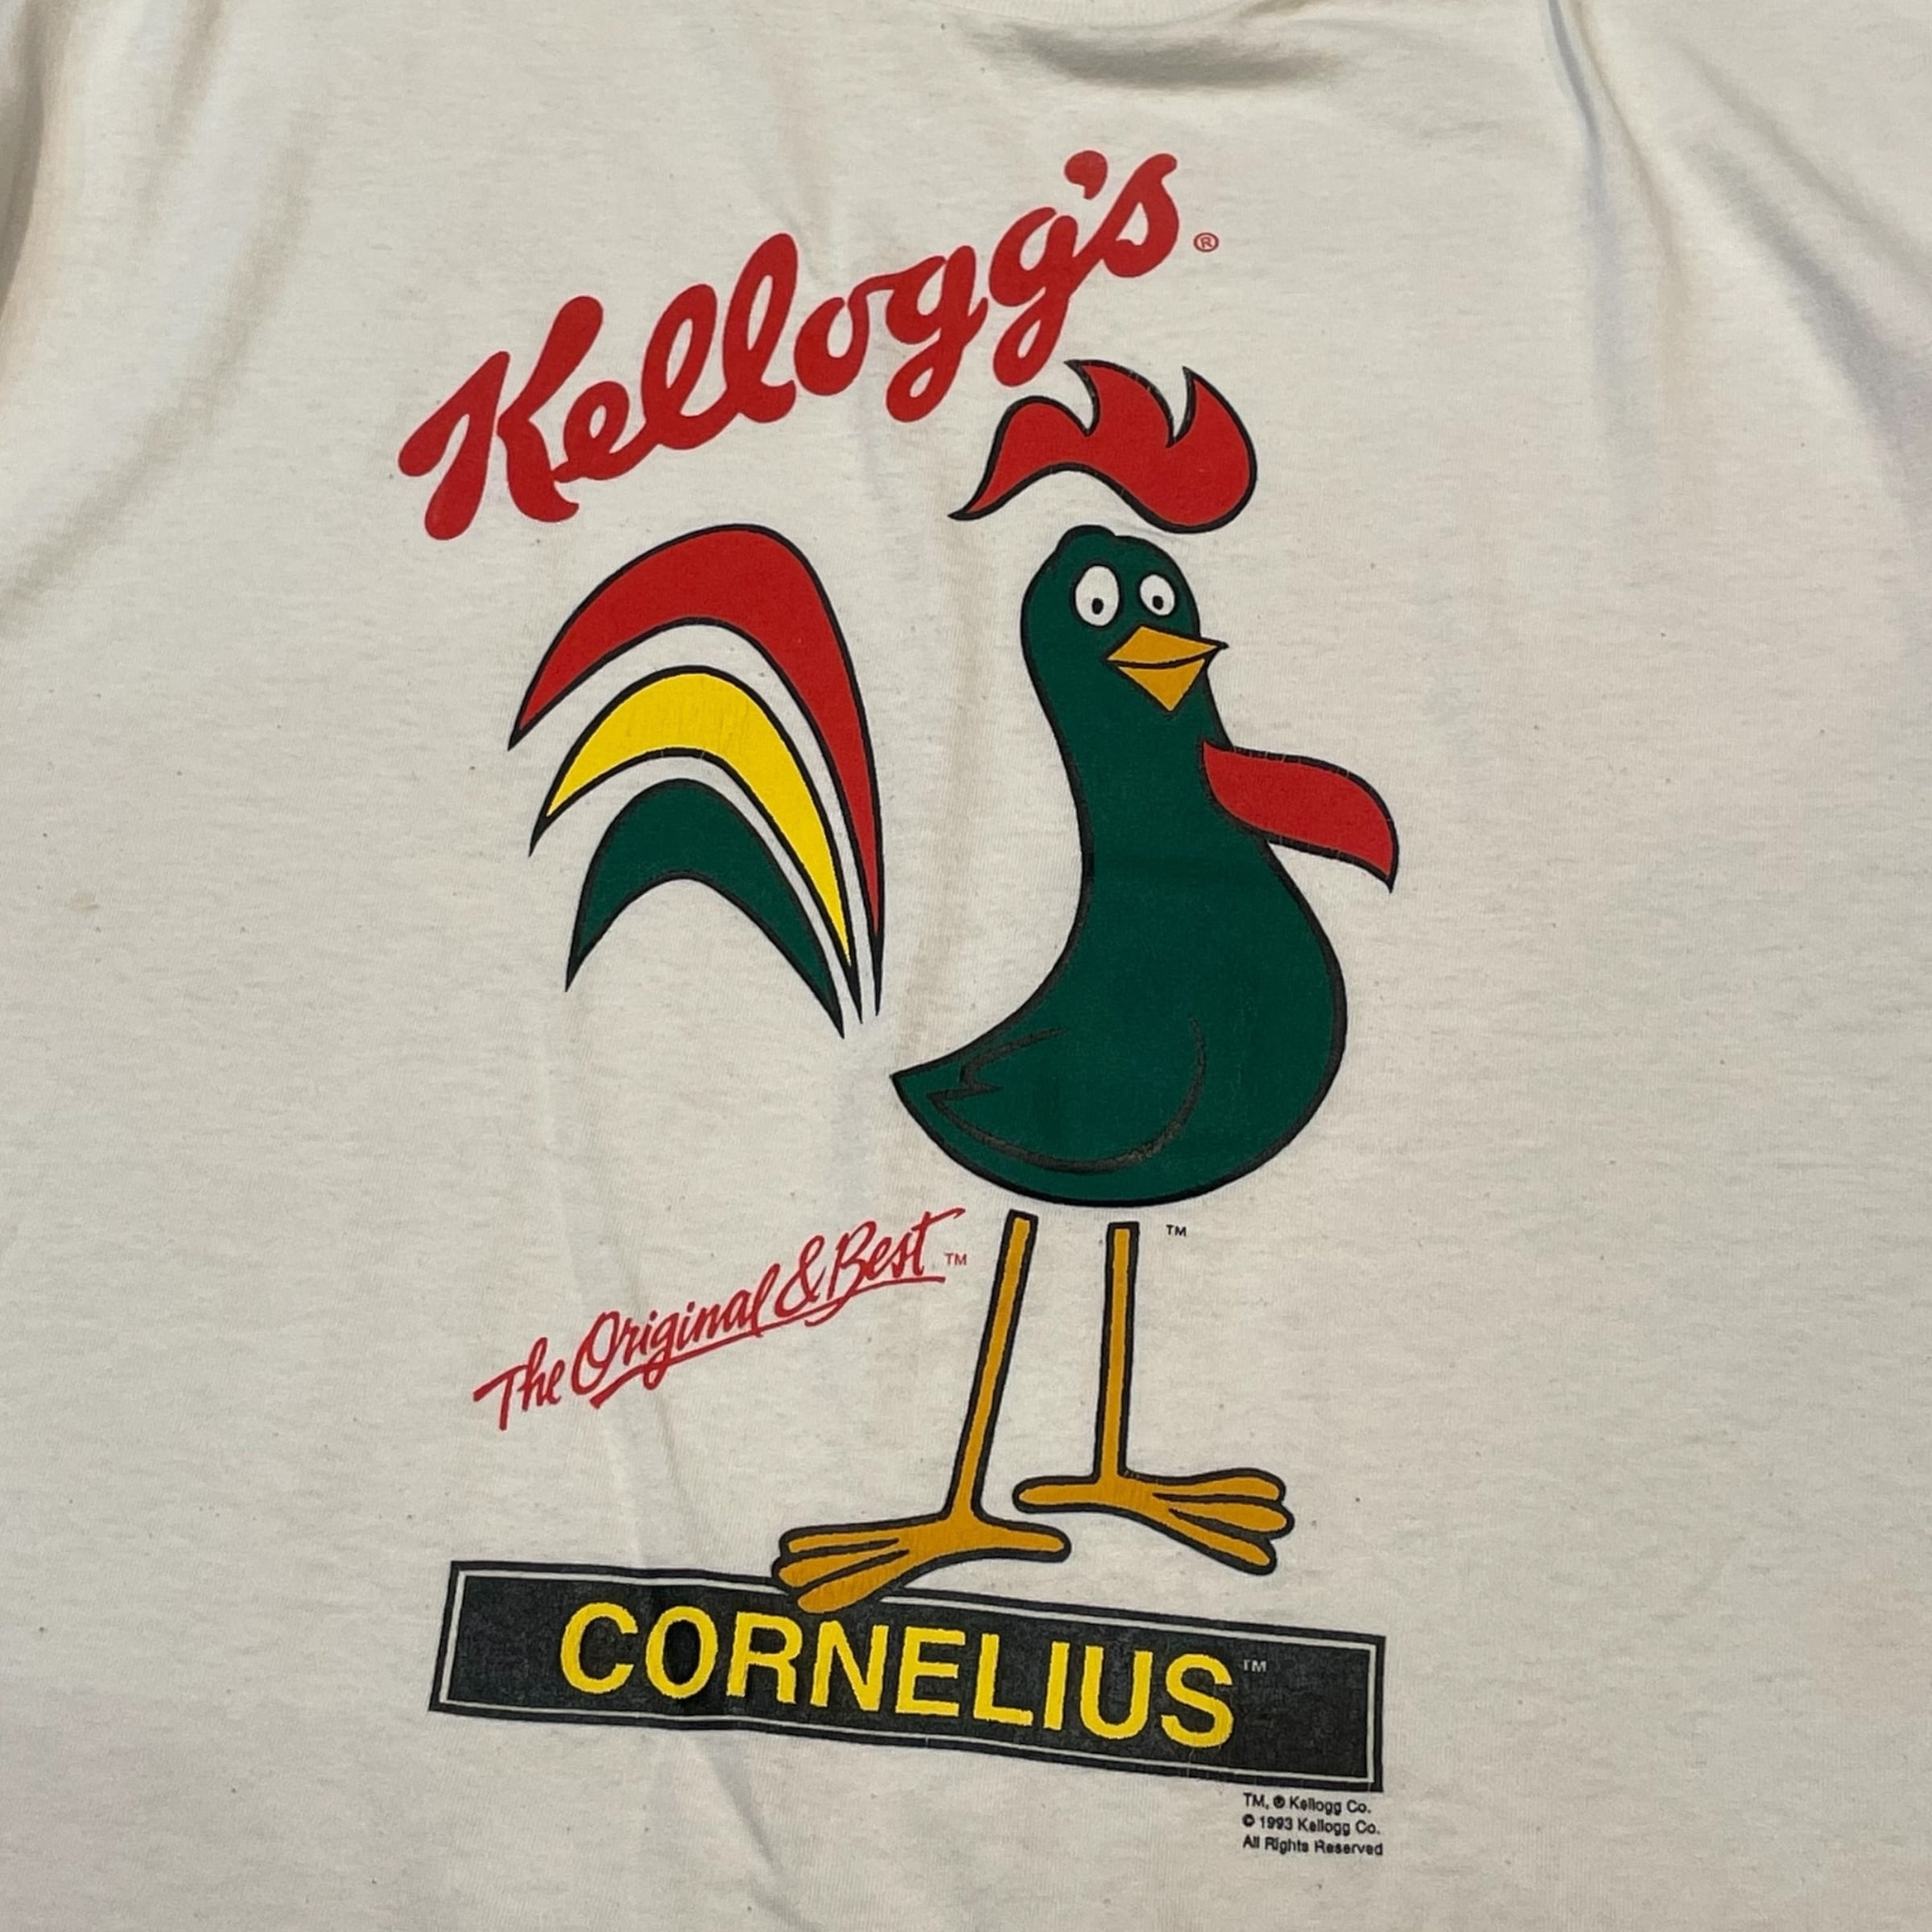 Kellogg's®
The Original & Best™
™
CORNELIUS™
TM, ® Kellogg Co.
© 1993 Kellogg Co.
All Rights Reserved